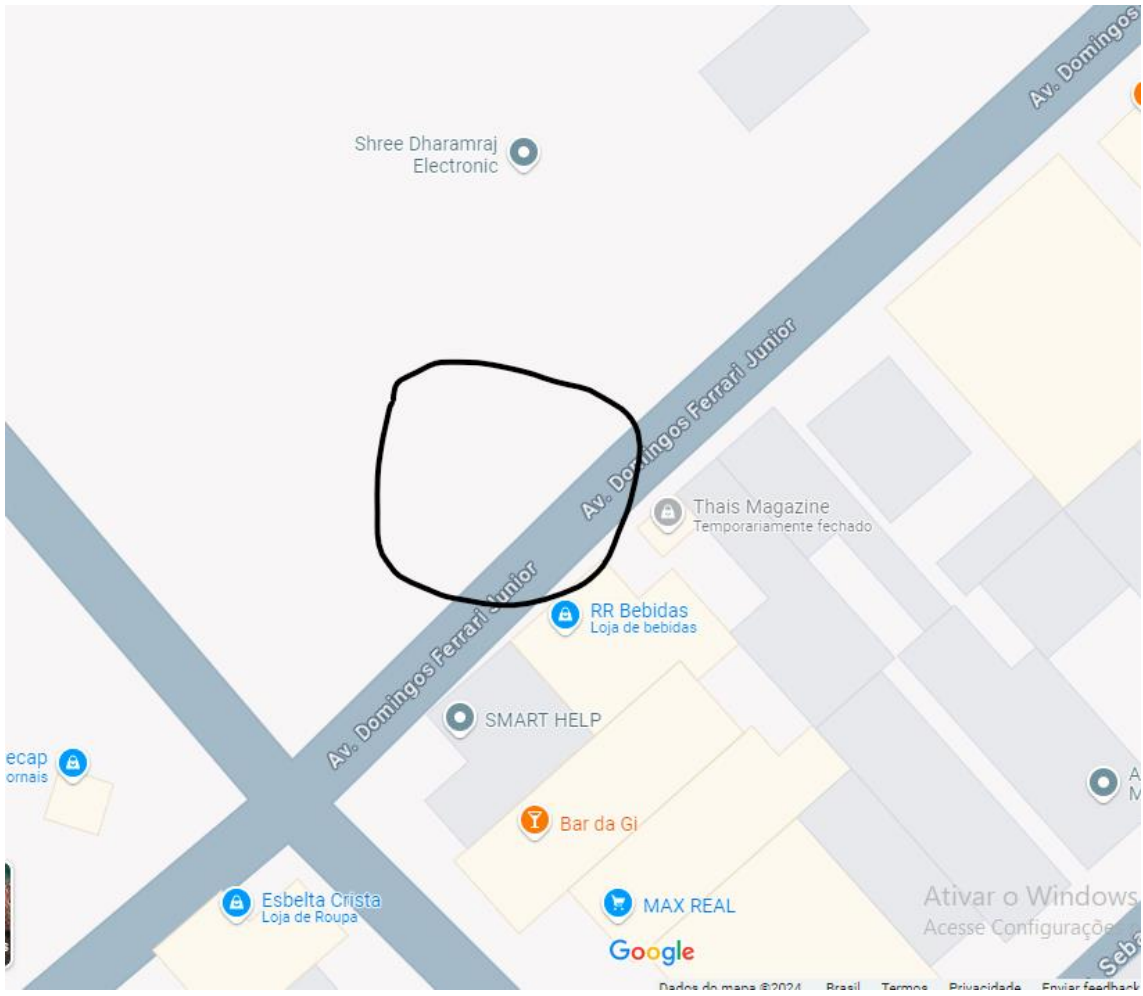 Av. Domingos
Shree Dharamraj
Electronic
Av. Domingos Ferrari Junior
Thais Magazine
Temporariamente fechado
RR Bebidas
Loja de bebidas
Av. Domingos Ferrari Junior
SMART HELP
ecap
ornais
A
M
Bar da Gi
Esbelta Crista
Loja de Roupa
MAX REAL
Ativar o Windows
Acesse Configuraçõe
Google
Seba
Dados do mapa ©2024 Brasil Termos Privacidade Enviar feedback